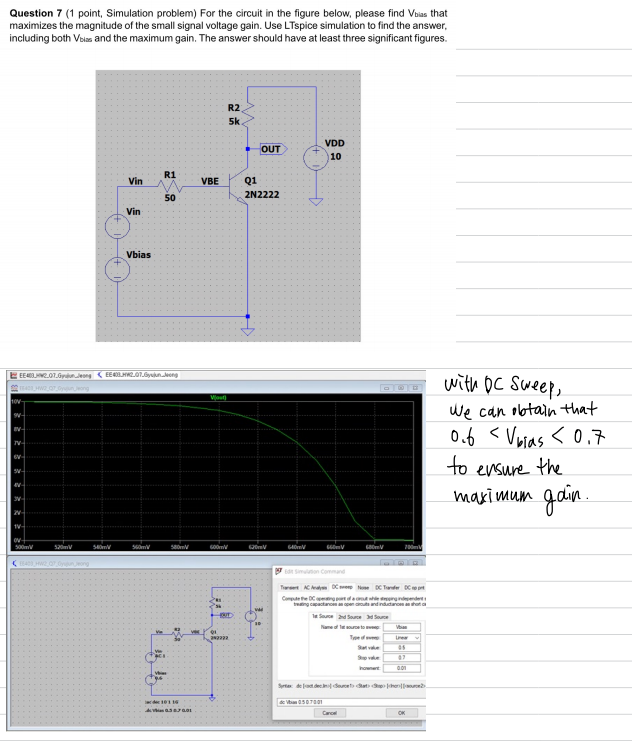 Question 7 (1 point, Simulation problem) For the circuit in the figure below, please find Vbias that
maximizes the magnitude of the small signal voltage gain. Use LTspice simulation to find the answer,
including both Vbias and the maximum gain. The answer should have at least three significant figures.
R2
5k
OUT
VDD
10
Vin
R1
50
VBE
Q1
2N2222
Vin
Vbias
EE403_HW2_Q7_Gyujun_Jeong
EE403_HW2_Q7_Gyujun_Jeong
V(out)
10V
9V
8V
7V
6V
5V
4V
3V
2V
1V
0V
500mV 520mV 540mV 560mV 580mV 600mV 620mV 640mV 660mV 680mV 700mV
with DC Sweep,
we can obtain that
0.6 < Vbias < 0.7
to ensure the
maximum gain.
EE403_HW2_Q7_Gyujun_Jeong
5k
OUT
Vdd
10
Vin
R2
50
VBE
Q1
2N2222
Vin
AC 1
Vbias
0.6
.ac dec 10 1 1G
.dc Vbias 0.5 0.7 0.01
Edit Simulation Command
Transient AC Analysis DC sweep Noise DC Transfer DC op pnt
Compute the DC operating point of a circuit while stepping independent s
treating capacitances as open circuits and inductances as short ci
1st Source 2nd Source 3rd Source
Name of 1st source to sweep: Vbias
Type of sweep: Linear
Start value: 0.5
Stop value: 0.7
Increment: 0.01
Syntax: .dc [<oct,dec,lin>] <Source1> <Start> <Stop> [<Incr>] [<source2>
.dc Vbias 0.5 0.7 0.01
Cancel OK